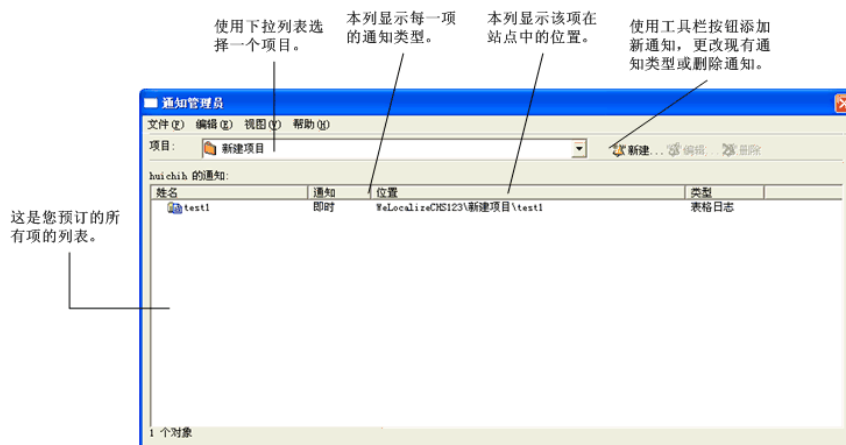 使用下拉列表选
择一个项目。
本列显示每一项
的通知类型。
本列显示该项在
站点中的位置。
使用工具栏按钮添加
新通知，更改现有通
知类型或删除通知。
通知管理员
文件(F) 编辑(E) 视图(V) 帮助(H)
项目: 新建项目 新建... 编辑... 删除
huichih 的通知:
姓名 通知 位置 类型
test1 即时 WeLocalizeCMS123\新建项目\test1 表格日志
这是您预订的所
有项的列表。
1 个对象